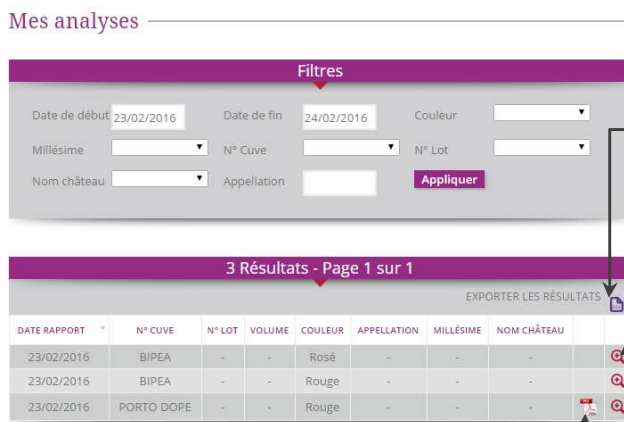 Mes analyses
Filtres
Date de début 23/02/2016 Date de fin 24/02/2016 Couleur
Millésime N° Cuve N° Lot
Nom château Appellation Appliquer
3 Résultats - Page 1 sur 1
EXPORTER LES RÉSULTATS
DATE RAPPORT N° CUVE N° LOT VOLUME COULEUR APPELLATION MILLÉSIME NOM CHÂTEAU
23/02/2016 BIPEA - - Rosé - - -
23/02/2016 BIPEA - - Rouge - - -
23/02/2016 PORTO DOPE - - Rouge - - -